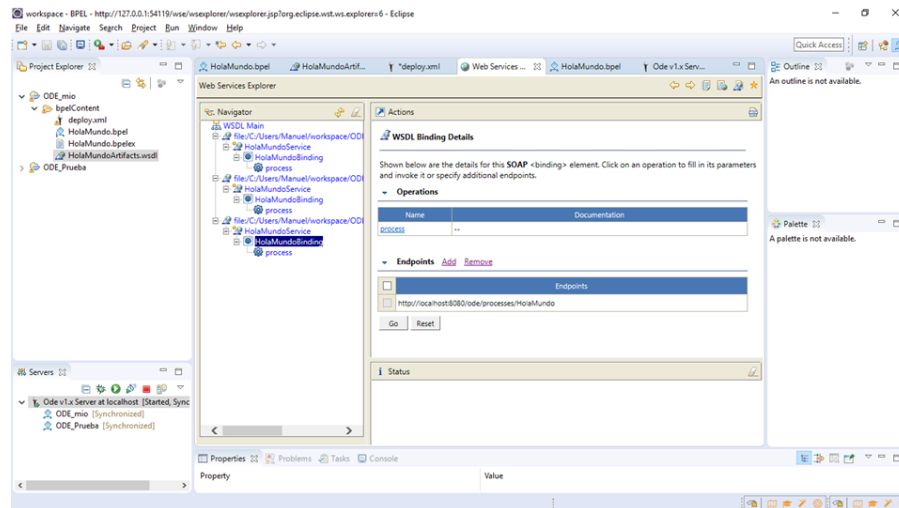 workspace - BPEL - http://127.0.0.1:54119/wse/wsexplorer/wsexplorer.jsp?org.eclipse.wst.ws.explorer=6 - Eclipse
File Edit Navigate Search Project Run Window Help
Quick Access
Project Explorer
ODE_mio
bpelContent
deploy.xml
HolaMundo.bpel
HolaMundo.bpelex
HolaMundoArtifacts.wsdl
ODE_Prueba
HolaMundo.bpel HolaMundoArtif... *deploy.xml Web Services ... HolaMundo.bpel Ode v1.x Serv...
Web Services Explorer
Navigator
WSDL Main
file:/C:/Users/Manuel/workspace/ODE
HolaMundoService
HolaMundoBinding
process
file:/C:/Users/Manuel/workspace/ODE
HolaMundoService
HolaMundoBinding
process
file:/C:/Users/Manuel/workspace/ODE
HolaMundoService
HolaMundoBinding
process
Actions
WSDL Binding Details
Shown below are the details for this SOAP <binding> element. Click on an operation to fill in its parameters
and invoke it or specify additional endpoints.
Operations
Name Documentation
process --
Endpoints Add Remove
Endpoints
http://localhost:8080/ode/processes/HolaMundo
Go Reset
Status
Outline
An outline is not available.
Palette
A palette is not available.
Servers
Ode v1.x Server at localhost [Started, Sync
ODE_mio [Synchronized]
ODE_Prueba [Synchronized]
Properties Problems Tasks Console
Property Value